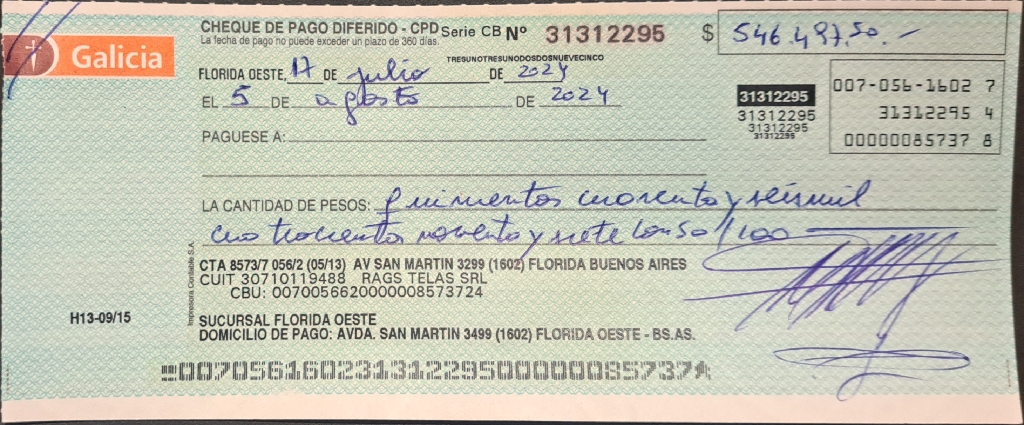 Galicia
CHEQUE DE PAGO DIFERIDO - CPD Serie CB Nº 31312295 $ 546.497,50.-
La fecha de pago no puede exceder un plazo de 360 días.
TRESUNOTRESUNODOSDOSNUEVECINCO
FLORIDA OESTE, 17 DE julio DE 2024
EL 5 DE agosto DE 2024
31312295
31312295
31312295
31312295
007-056-1602 7
31312295 4
00000085737 8
PAGUESE A:
LA CANTIDAD DE PESOS: quinientos cuarenta y seismil
cuatrocientos noventa y siete con 50/100
Impresora Contable S.A.
CTA 8573/7 056/2 (05/13) AV SAN MARTIN 3299 (1602) FLORIDA BUENOS AIRES
CUIT 30710119488 RAGS TELAS SRL
CBU: 0070056620000008573724
H13-09/15
SUCURSAL FLORIDA OESTE
DOMICILIO DE PAGO: AVDA. SAN MARTIN 3499 (1602) FLORIDA OESTE - BS.AS.
00705616023131229500000085737